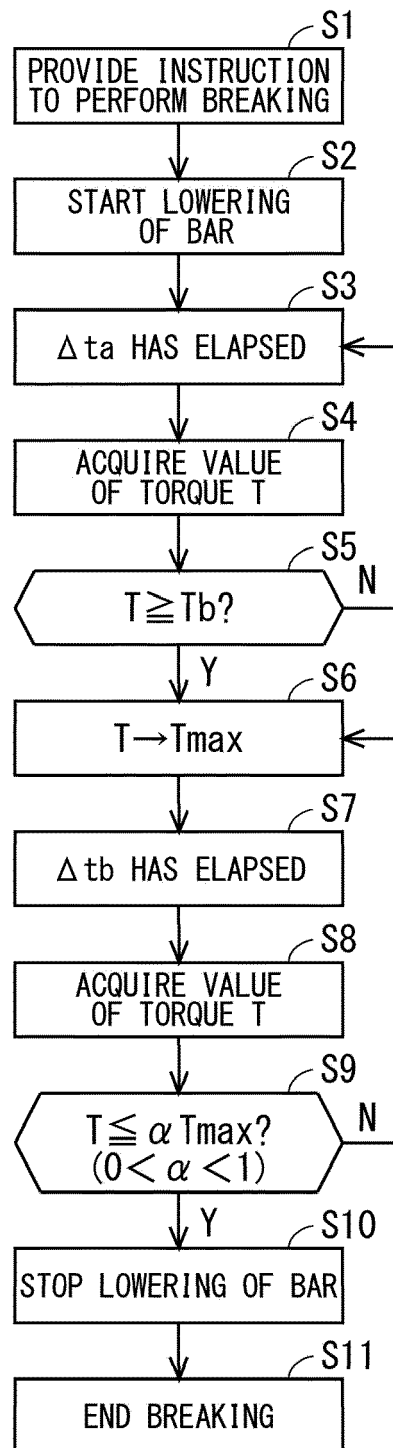 S1
PROVIDE INSTRUCTION
TO PERFORM BREAKING
S2
START LOWERING
OF BAR
S3
Δta HAS ELAPSED
S4
ACQUIRE VALUE
OF TORQUE T
S5
T≧Tb?
N
Y
S6
T→Tmax
S7
Δtb HAS ELAPSED
S8
ACQUIRE VALUE
OF TORQUE T
S9
T≦αTmax?
(0<α<1)
N
Y
S10
STOP LOWERING OF BAR
S11
END BREAKING